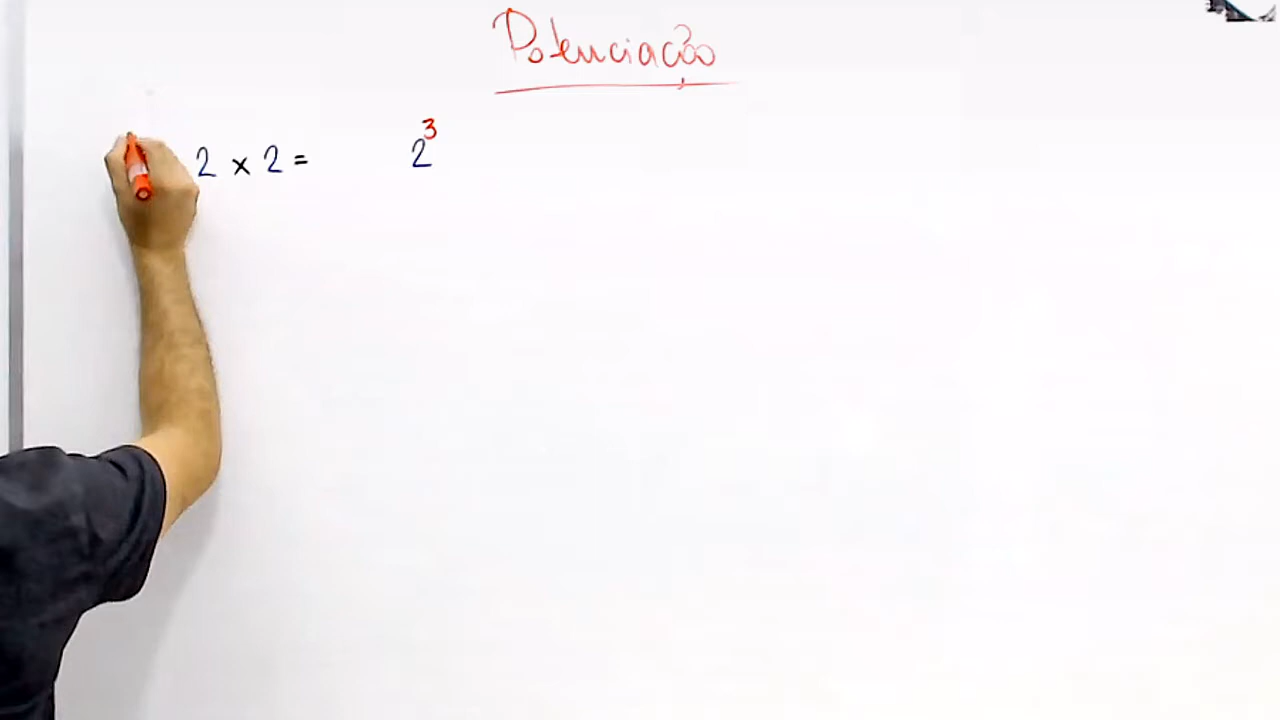 Potenciação
2 x 2 = 2³